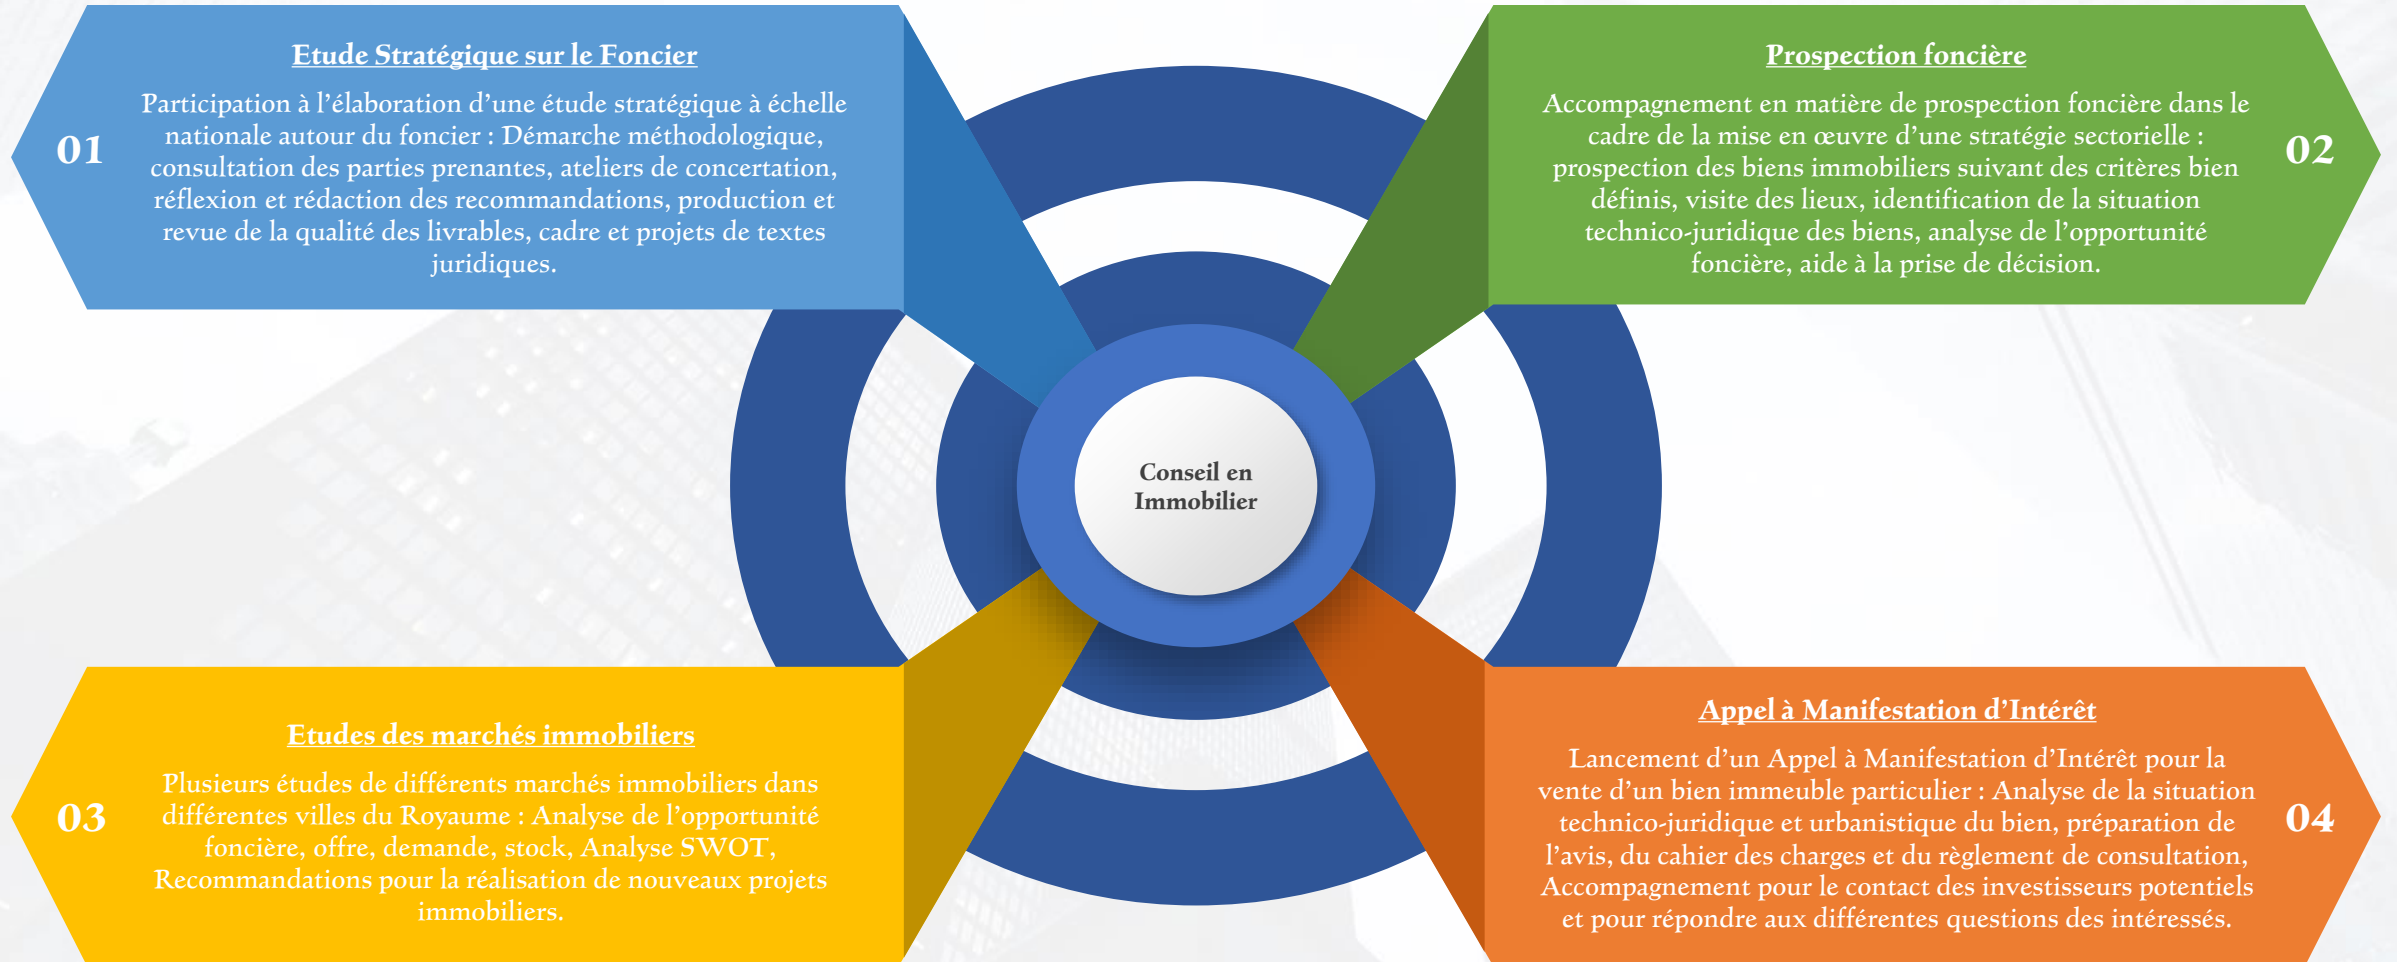 Etude Stratégique sur le Foncier
01
Participation à l’élaboration d’une étude stratégique à échelle
nationale autour du foncier : Démarche méthodologique,
consultation des parties prenantes, ateliers de concertation,
réflexion et rédaction des recommandations, production et
revue de la qualité des livrables, cadre et projets de textes
juridiques.
Prospection foncière
Accompagnement en matière de prospection foncière dans le
cadre de la mise en œuvre d’une stratégie sectorielle :
prospection des biens immobiliers suivant des critères bien
définis, visite des lieux, identification de la situation
technico-juridique des biens, analyse de l’opportunité
foncière, aide à la prise de décision.
02
Conseil en
Immobilier
Etudes des marchés immobiliers
03
Plusieurs études de différents marchés immobiliers dans
différentes villes du Royaume : Analyse de l’opportunité
foncière, offre, demande, stock, Analyse SWOT,
Recommandations pour la réalisation de nouveaux projets
immobiliers.
Appel à Manifestation d’Intérêt
Lancement d’un Appel à Manifestation d’Intérêt pour la
vente d’un bien immeuble particulier : Analyse de la situation
technico-juridique et urbanistique du bien, préparation de
l’avis, du cahier des charges et du règlement de consultation,
Accompagnement pour le contact des investisseurs potentiels
et pour répondre aux différentes questions des intéressés.
04